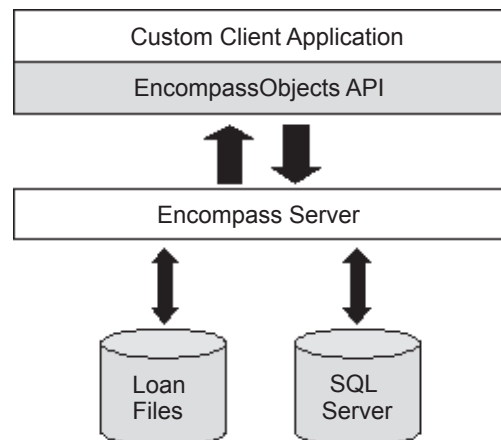 Custom Client Application
EncompassObjects API
Encompass Server
Loan
Files
SQL
Server